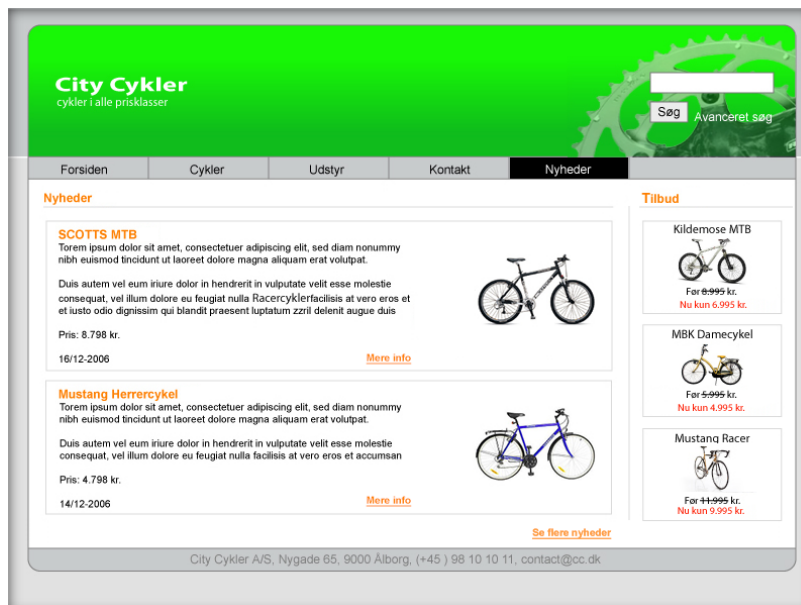 City Cykler
cykler i alle prisklasser
Søg Avanceret søg
Forsiden Cykler Udstyr Kontakt Nyheder
Nyheder
SCOTTS MTB
Torem ipsum dolor sit amet, consectetuer adipiscing elit, sed diam nonummy
nibh euismod tincidunt ut laoreet dolore magna aliquam erat volutpat.
Duis autem vel eum iriure dolor in hendrerit in vulputate velit esse molestie
consequat, vel illum dolore eu feugiat nulla Racercyklerfacilisis at vero eros et
et iusto odio dignissim qui blandit praesent luptatum zzril delenit augue duis
Pris: 8.798 kr.
16/12-2006 Mere info
Mustang Herrercykel
Torem ipsum dolor sit amet, consectetuer adipiscing elit, sed diam nonummy
nibh euismod tincidunt ut laoreet dolore magna aliquam erat volutpat.
Duis autem vel eum iriure dolor in hendrerit in vulputate velit esse molestie
consequat, vel illum dolore eu feugiat nulla facilisis at vero eros et accumsan
Pris: 4.798 kr.
14/12-2006 Mere info
Se flere nyheder
Tilbud
Kildemose MTB
Før 8.995 kr.
Nu kun 6.995 kr.
MBK Damecykel
Før 5.995 kr.
Nu kun 4.995 kr.
Mustang Racer
Før 11.995 kr.
Nu kun 9.995 kr.
City Cykler A/S, Nygade 65, 9000 Ålborg, (+45 ) 98 10 10 11, contact@cc.dk